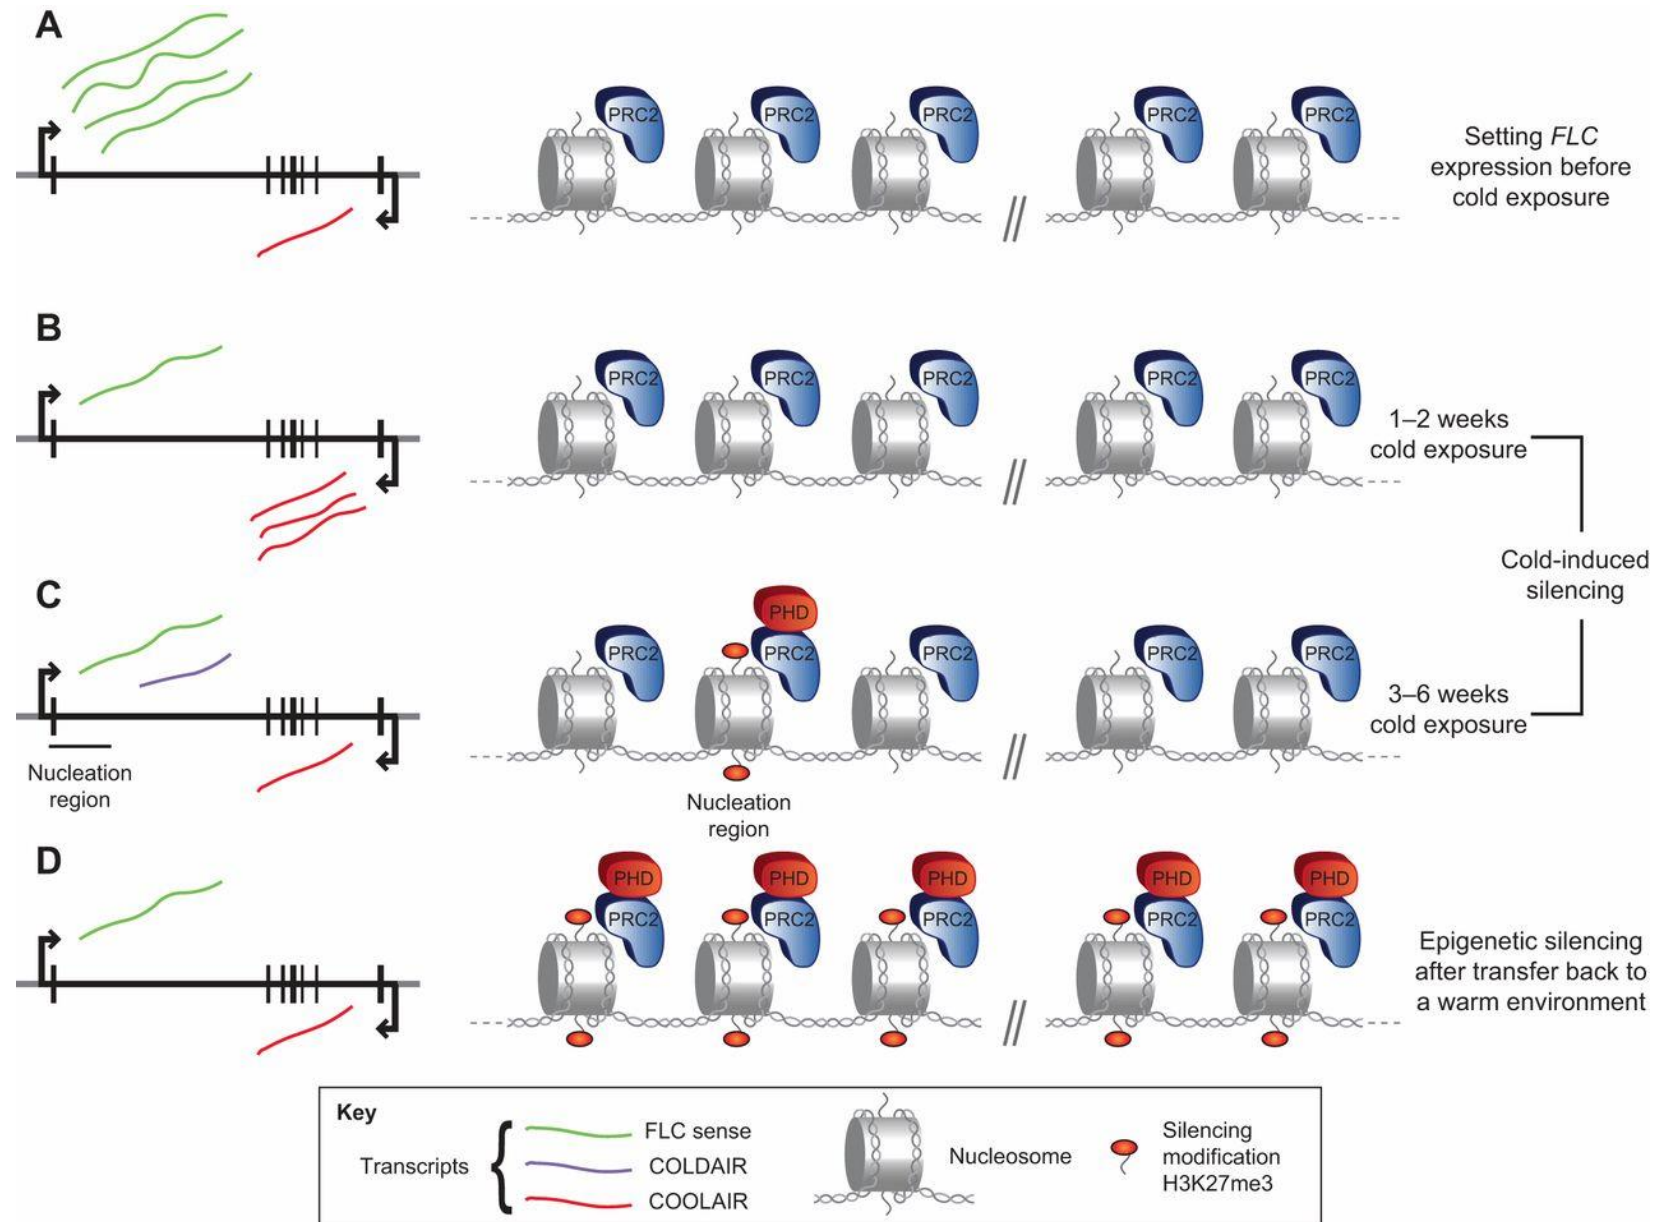 A
PRC2
PRC2
PRC2
PRC2
PRC2
Setting FLC
expression before
cold exposure
B
PRC2
PRC2
PRC2
PRC2
PRC2
1–2 weeks
cold exposure
Cold-induced
silencing
C
PHD
PRC2
PRC2
PRC2
PRC2
PRC2
3–6 weeks
cold exposure
Nucleation
region
Nucleation
region
D
PHD
PHD
PHD
PHD
PHD
PRC2
PRC2
PRC2
PRC2
PRC2
Epigenetic silencing
after transfer back to
a warm environment
Key
Transcripts
FLC sense
COLDAIR
COOLAIR
Nucleosome
Silencing
modification
H3K27me3